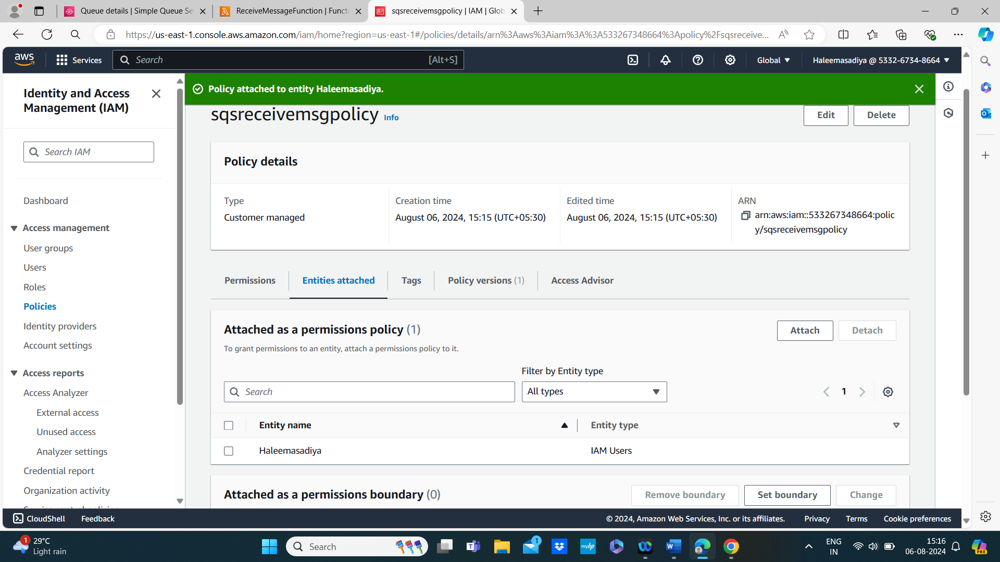 Queue details | Simple Queue Se
ReceiveMessageFunction | Functi
sqsreceivemsgpolicy | IAM | Glob
https://us-east-1.console.aws.amazon.com/iam/home?region=us-east-1#/policies/details/arn%3Aaws%3Aiam%3A%3A533267348664%3Apolicy%2Fsqsreceive...
aws
Services
Search
[Alt+S]
Global
Haleemasadiya @ 5332-6734-8664
Identity and Access
Management (IAM)
Search IAM
Dashboard
Access management
User groups
Users
Roles
Policies
Identity providers
Account settings
Access reports
Access Analyzer
External access
Unused access
Analyzer settings
Credential report
Organization activity
Policy attached to entity Haleemasadiya.
sqsreceivemsgpolicy Info
Edit
Delete
Policy details
Type
Customer managed
Creation time
August 06, 2024, 15:15 (UTC+05:30)
Edited time
August 06, 2024, 15:15 (UTC+05:30)
ARN
arn:aws:iam::533267348664:polic
y/sqsreceivemsgpolicy
Permissions
Entities attached
Tags
Policy versions (1)
Access Advisor
Attached as a permissions policy (1)
Attach
Detach
To grant permissions to an entity, attach a permissions policy to it.
Filter by Entity type
Search
All types
1
Entity name
Entity type
Haleemasadiya
IAM Users
Attached as a permissions boundary (0)
Remove boundary
Set boundary
Change
CloudShell
Feedback
© 2024, Amazon Web Services, Inc. or its affiliates.
Privacy
Terms
Cookie preferences
1
29°C
Light rain
Search
1
myhp
ENG
IN
15:16
06-08-2024
PRE